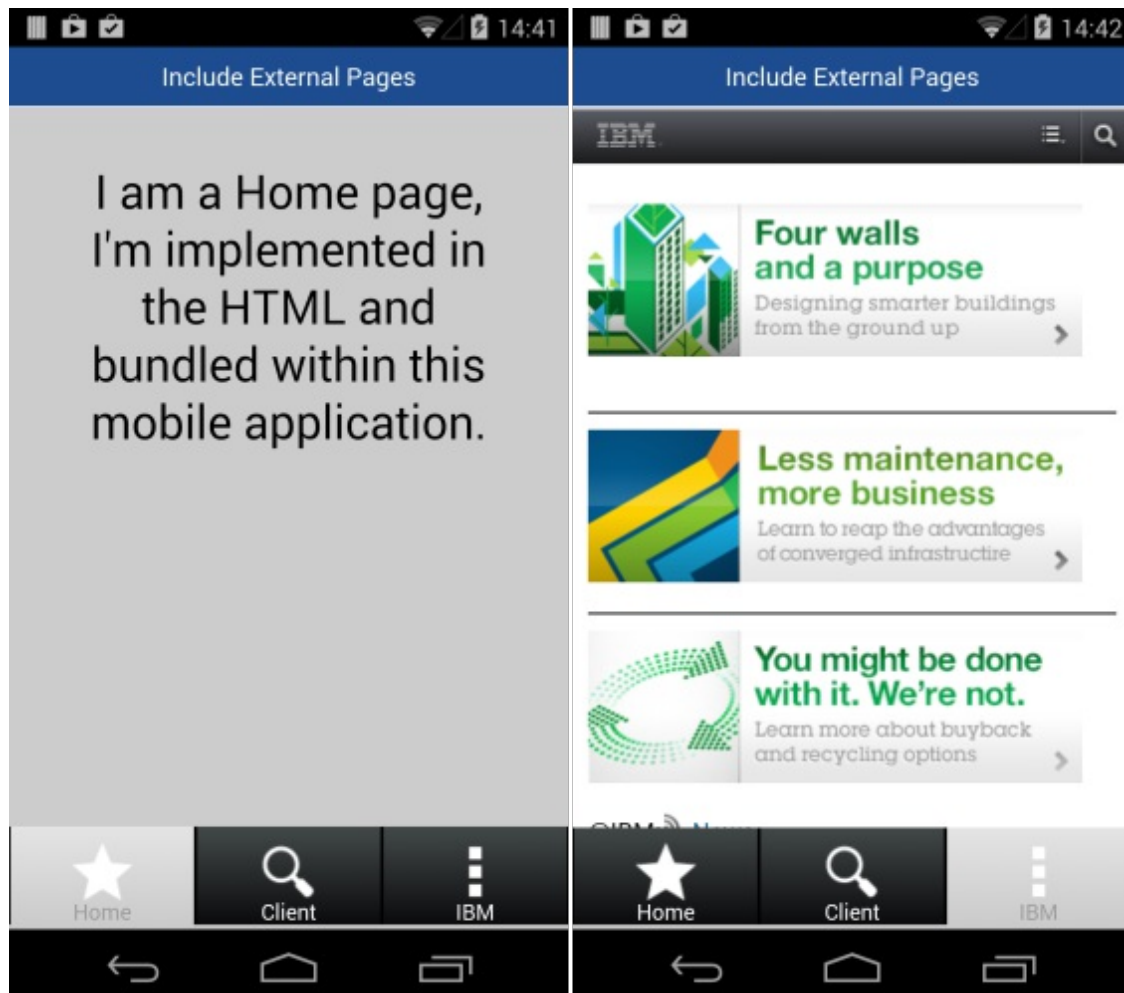 14:41
Include External Pages
I am a Home page,
I'm implemented in
the HTML and
bundled within this
mobile application.
Home
Client
IBM
14:42
Include External Pages
IBM
Four walls
and a purpose
Designing smarter buildings
from the ground up
Less maintenance,
more business
Learn to reap the advantages
of converged infrastructire
You might be done
with it. We're not.
Learn more about buyback
and recycling options
Home
Client
IBM